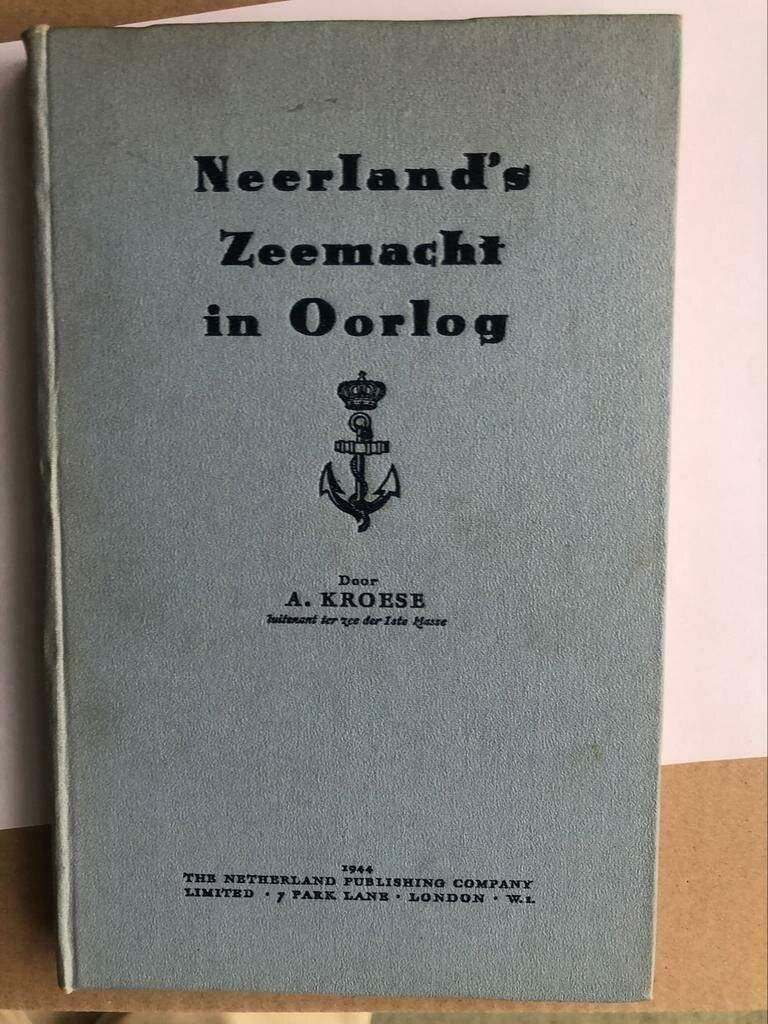 Neerland's
Zeemacht
in Oorlog
Door
A. KROESE
luitenant ter zee der 1ste klasse
1944
THE NETHERLAND PUBLISHING COMPANY
LIMITED · 7 PARK LANE · LONDON · W.1.